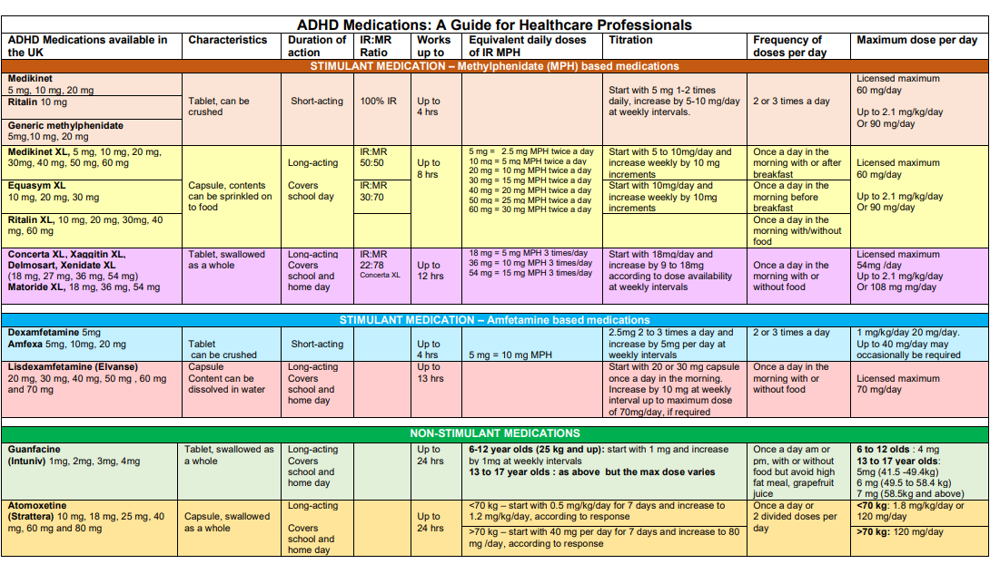 ADHD Medications: A Guide for Healthcare Professionals
ADHD Medications available in
the UK
Characteristics
Duration of
action
IR:MR
Ratio
Works
up to
Equivalent daily doses
of IR MPH
Titration
Frequency of
doses per day
Maximum dose per day
STIMULANT MEDICATION – Methylphenidate (MPH) based medications
Medikinet
5 mg, 10 mg, 20 mg
Ritalin 10 mg
Generic methylphenidate
5mg,10 mg, 20 mg
Tablet, can be
crushed
Short-acting
100% IR
Up to
4 hrs
Start with 5 mg 1-2 times
daily, increase by 5-10 mg/day
at weekly intervals.
2 or 3 times a day
Licensed maximum
60 mg/day
Up to 2.1 mg/kg/day
Or 90 mg/day
Medikinet XL, 5 mg, 10 mg, 20 mg,
30mg, 40 mg, 50 mg, 60 mg
Equasym XL
10 mg, 20 mg, 30 mg
Ritalin XL, 10 mg, 20 mg, 30mg, 40
mg, 60 mg
Capsule, contents
can be sprinkled on
to food
Long-acting
Covers
school day
IR:MR
50:50
IR:MR
30:70
Up to
8 hrs
5 mg = 2.5 mg MPH twice a day
10 mg = 5 mg MPH twice a day
20 mg = 10 mg MPH twice a day
30 mg = 15 mg MPH twice a day
40 mg = 20 mg MPH twice a day
50 mg = 25 mg MPH twice a day
60 mg = 30 mg MPH twice a day
Start with 5 to 10mg/day and
increase weekly by 10 mg
increments
Start with 10mg/day and
increase weekly by 10mg
increments
Once a day in the
morning with or after
breakfast
Once a day in the
morning before
breakfast
Once a day in the
morning with/without
food
Licensed maximum
60 mg/day
Up to 2.1 mg/kg/day
Or 90 mg/day
Concerta XL, Xaggitin XL,
Delmosart, Xenidate XL
(18 mg, 27 mg, 36 mg, 54 mg)
Matoride XL, 18 mg, 36 mg, 54 mg
Tablet, swallowed
as a whole
Long-acting
Covers
school and
home day
IR:MR
22:78
Concerta XL
Up to
12 hrs
18 mg = 5 mg MPH 3 times/day
36 mg = 10 mg MPH 3 times/day
54 mg = 15 mg MPH 3 times/day
Start with 18mg/day and
increase by 9 to 18mg
according to dose availability
at weekly intervals
Once a day in the
morning with or
without food
Licensed maximum
54mg /day
Up to 2.1 mg/kg/day
Or 108 mg mg/day
STIMULANT MEDICATION – Amfetamine based medications
Dexamfetamine 5mg
Amfexa 5mg, 10mg, 20 mg
Tablet
can be crushed
Short-acting
Up to
4 hrs
5 mg = 10 mg MPH
2.5mg 2 to 3 times a day and
increase by 5mg per day at
weekly intervals
2 or 3 times a day
1 mg/kg/day 20 mg/day.
Up to 40 mg/day may
occasionally be required
Lisdexamfetamine (Elvanse)
20 mg, 30 mg, 40 mg, 50 mg , 60 mg
and 70 mg
Capsule
Content can be
dissolved in water
Long-acting
Covers
school and
home day
Up to
13 hrs
Start with 20 or 30 mg capsule
once a day in the morning.
Increase by 10 mg at weekly
interval up to maximum dose
of 70mg/day, if required
Once a day in the
morning with or
without food
Licensed maximum
70 mg/day
NON-STIMULANT MEDICATIONS
Guanfacine
(Intuniv) 1mg, 2mg, 3mg, 4mg
Tablet, swallowed as
a whole
Long-acting
Covers
school and
home day
Up to
24 hrs
6-12 year olds (25 kg and up): start with 1 mg and increase
by 1mg at weekly intervals
13 to 17 year olds : as above but the max dose varies
Once a day am or
pm, with or without
food but avoid high
fat meal, grapefruit
juice
6 to 12 olds : 4 mg
13 to 17 year olds:
5mg (41.5 -49.4kg)
6 mg (49.5 to 58.4 kg)
7 mg (58.5kg and above)
Atomoxetine
(Strattera) 10 mg, 18 mg, 25 mg, 40
mg, 60 mg and 80 mg
Capsule, swallowed
as a whole
Long-acting
Covers
school and
home day
Up to
24 hrs
<70 kg – start with 0.5 mg/kg/day for 7 days and increase to
1.2 mg/kg/day, according to response
>70 kg – start with 40 mg per day for 7 days and increase to 80
mg /day, according to response
Once a day or
2 divided doses per
day
<70 kg: 1.8 mg/kg/day or
120 mg/day
>70 kg: 120 mg/day